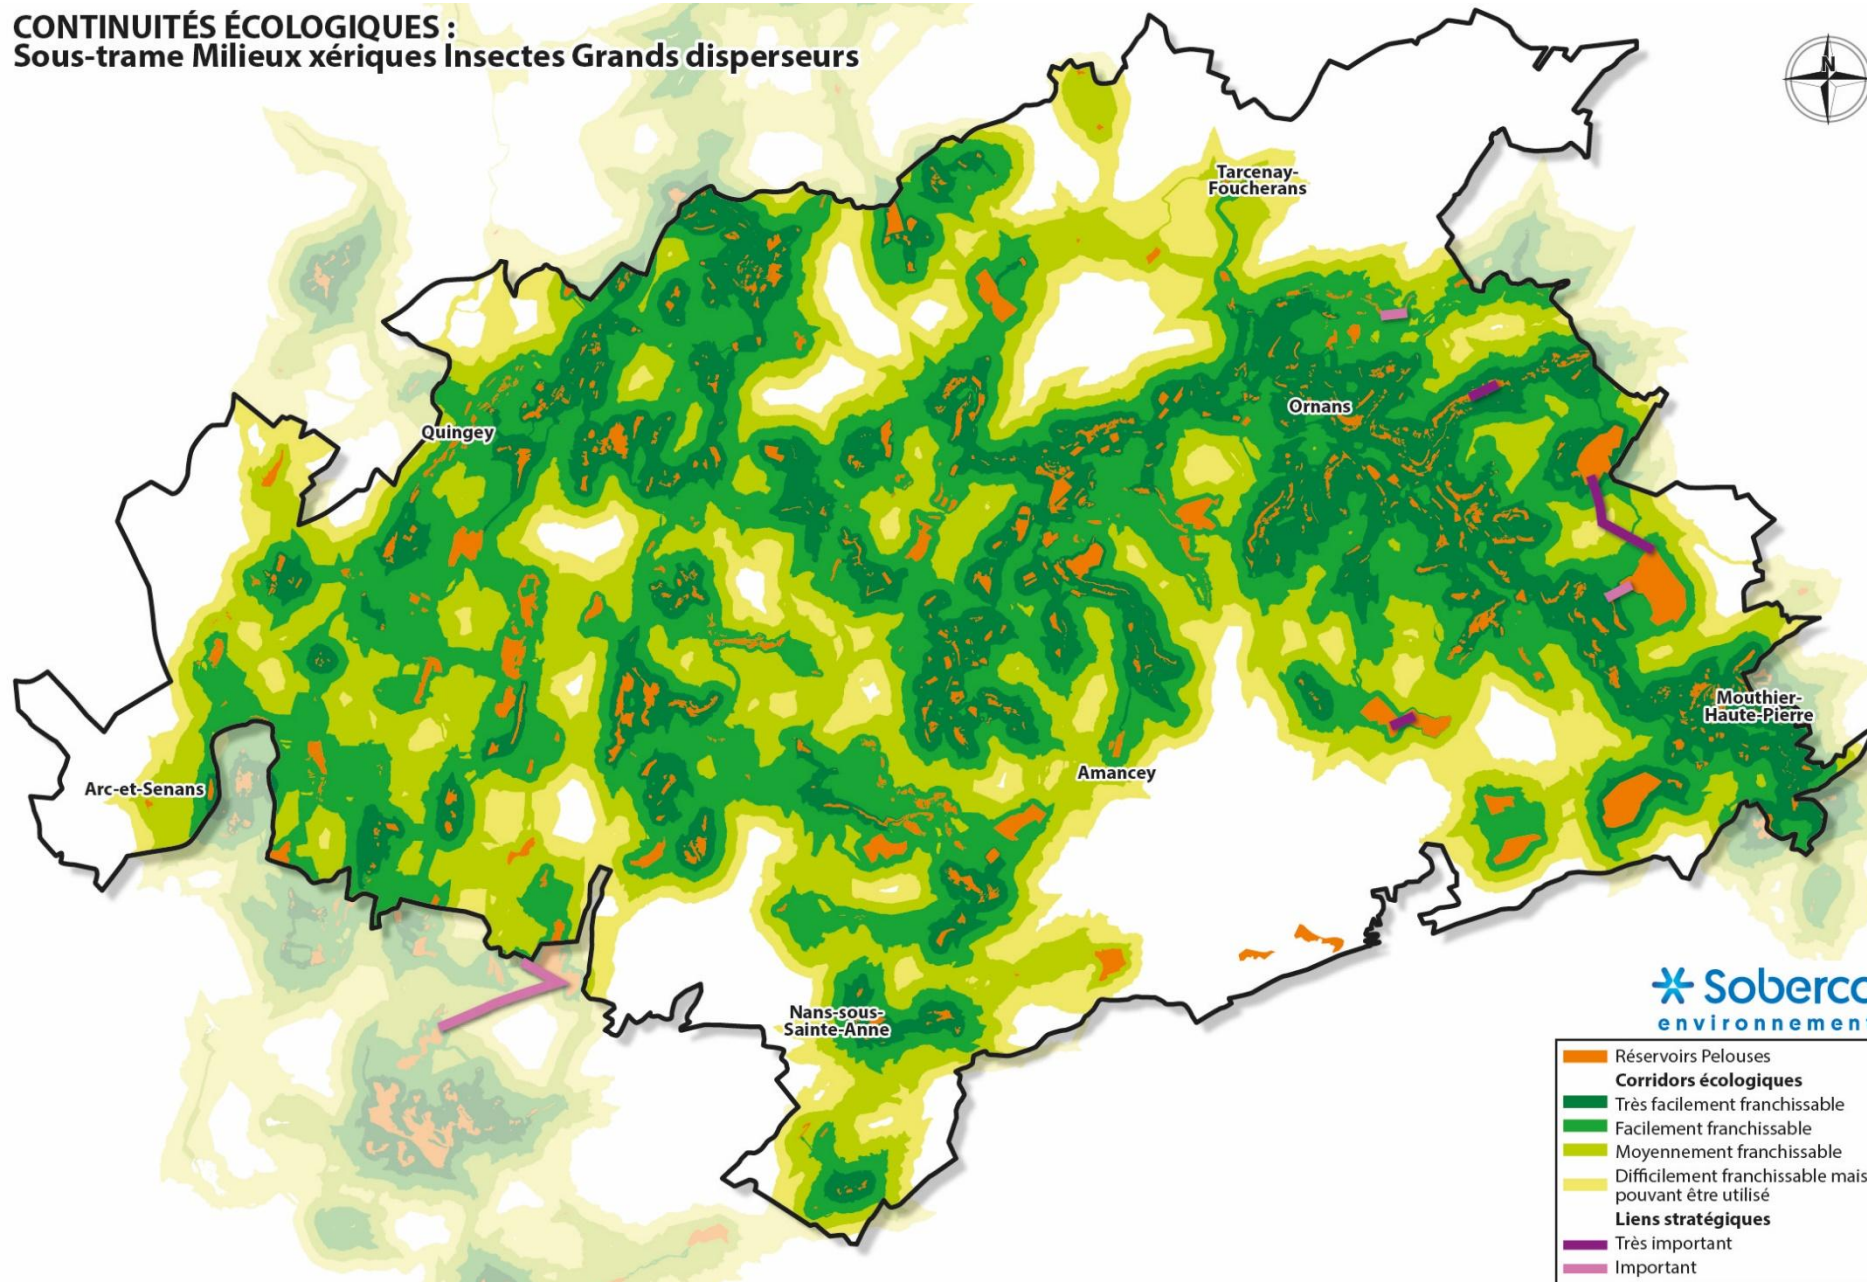 CONTINUITÉS ÉCOLOGIQUES :
Sous-trame Milieux xériques Insectes Grands disperseurs
N
Tarcenay-
Foucherans
Ornans
Quingey
Mouthier-
Haute-Pierre
Amancey
Arc-et-Senans
Nans-sous-
Sainte-Anne
Soberco
environnement
Réservoirs Pelouses
Corridors écologiques
Très facilement franchissable
Facilement franchissable
Moyennement franchissable
Difficilement franchissable mais
pouvant être utilisé
Liens stratégiques
Très important
Important